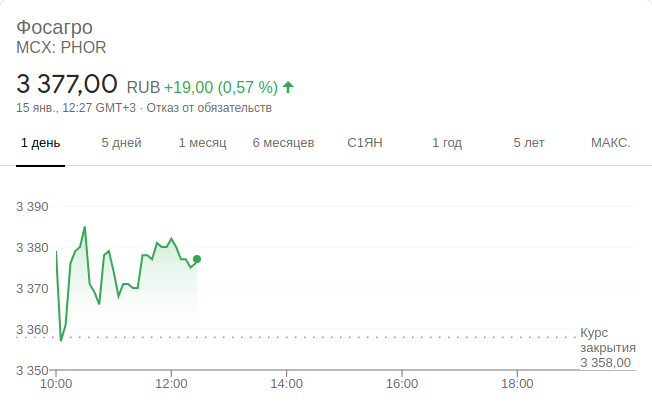 Фосагро
MCX: PHOR
3 377,00 RUB +19,00 (0,57 %)
15 янв., 12:27 GMT+3 · Отказ от обязательств
1 день 5 дней 1 месяц 6 месяцев С1ЯН 1 год 5 лет МАКС.
3 390
3 380
3 370
3 360
3 350
Курс
закрытия
3 358,00
10:00 12:00 14:00 16:00 18:00